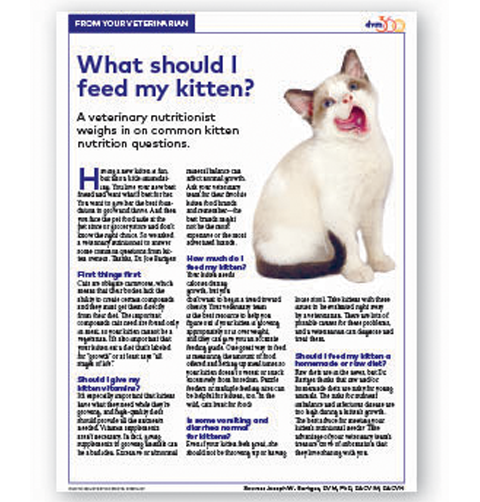 FROM YOUR VETERINARIAN
dvm360
What should I
feed my kitten?
A veterinary nutritionist
weighs in on common kitten
nutrition questions.
Having a new kitten is fun,
but also a little
You love your new best
friend and want what's best for her.
You want to give her the best foun-
dation to grow and thrive. And then
you face the pet food aisle at the
pet store or grocery store and don't
know the right choice. So we asked
a veterinary nutritionist to answer
some common questions from kit-
ten owners. Thanks, Dr. Joe Bartges
First things first
Cats are obligate carnivores, which
means that their bodies lack the
ability to create certain compounds
and they must get them directly
from their diet. The important
compounds cats need are found only
in meat, so your kitten cannot be a
vegetarian. It's also important that
your kitten eat a diet that's labeled
for "growth" or at least says "all
stages of life."
Should I give my
kitten vitamins?
It's especially important that kittens
have what they need while they're
growing, and high-quality diets
should provide all the nutrients
needed. Vitamin supplements
aren't necessary. In fact, giving
supplements to growing kittens can
be a bad idea. Excessive or abnormal
mineral balance can
affect normal growth.
Ask your veterinary
team for their favorite
kitten food brands
and remember—the
best brands might
not be the most
expensive or the most
advertised brands.
How much do I
feed my kitten?
Your kitten needs
calories during
growth, but you
don't want to begin a trend toward
obesity. Your veterinary team
is the best resource to help you
figure out if your kitten is growing
appropriately or is overweight,
and they can give you an accurate
feeding guide. One great way to feed
is measuring the amount of food
offered and setting up meal times so
your kitten doesn't overeat or snack
from boredom. Puzzle
feeders or multiple feeding sites can
be helpful for kittens, too. "In the
wild, cats hunt for food
Is some vomiting and
diarrhea normal
for kittens?
Even if your kitten feels great, she
should not be throwing up or having
loose stool. Take kittens with these
issues to be evaluated right away
by a veterinarian. There are lots of
plausible causes for these problems,
and a veterinarian can diagnose and
treat them.
Should I feed my kitten a
homemade or raw diet?
Raw diets are in the news, but Dr.
Bartges thinks that raw and/or
homemade diets are risky for young
animals. The risks for nutrient
imbalance and infectious disease are
too high during a kitten's growth.
The best advice for meeting your
kitten's nutritional needs: Take
advantage of your veterinary team's
treasure trove of information that
they love sharing with you.
Source: Joseph W. Bartges, DVM, PhD, DACVIM, DACVN